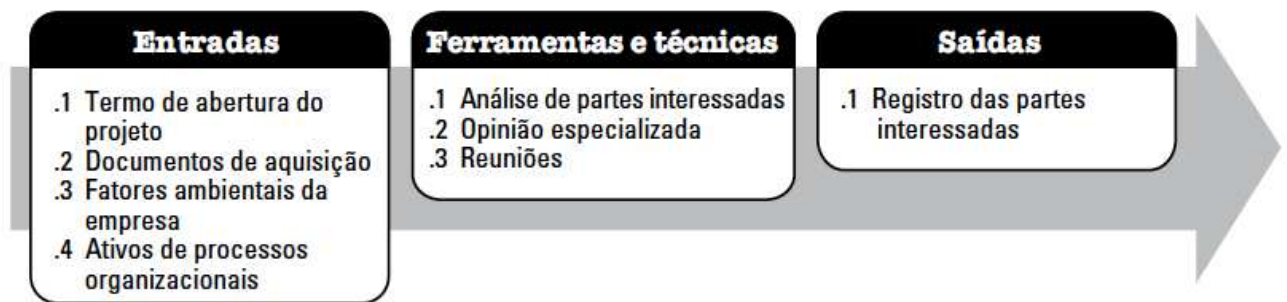 Entradas
.1 Termo de abertura do
projeto
.2 Documentos de aquisição
.3 Fatores ambientais da
empresa
.4 Ativos de processos
organizacionais
Ferramentas e técnicas
.1 Análise de partes interessadas
.2 Opinião especializada
.3 Reuniões
Saídas
.1 Registro das partes
interessadas